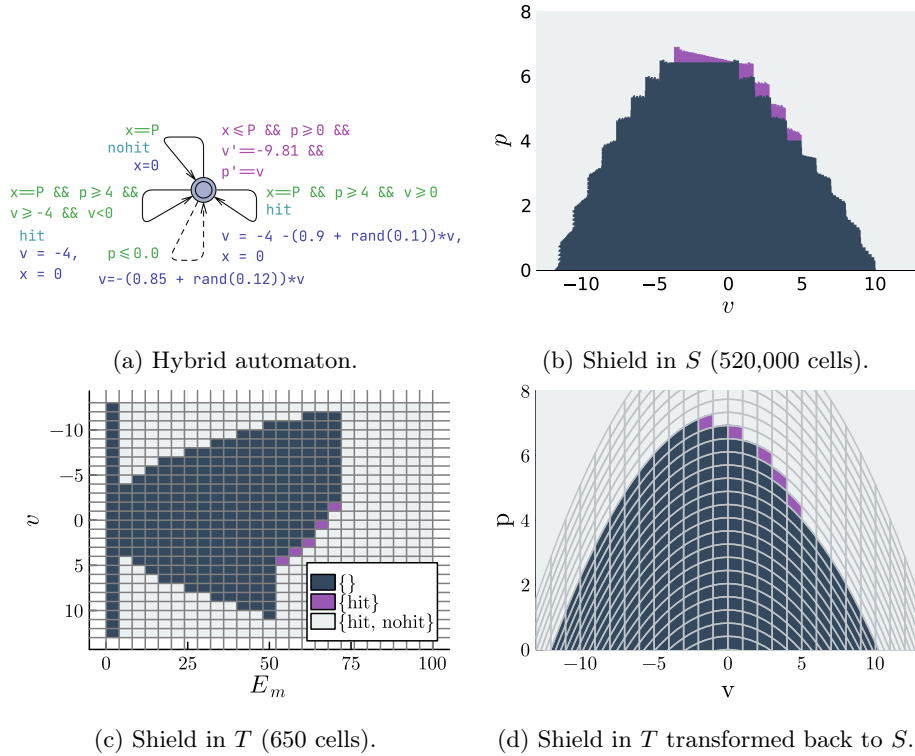 x==P
nohit
x=0
x≤P && p≥0 &&
v'==-9.81 &&
p'==v
x==P && p≥4 &&
v≥-4 && v<0
hit
v = -4,
x = 0
p≤0.0
v=-(0.85 + rand(0.12))*v
x==P && p≥4 && v≥0
hit
v = -4 -(0.9 + rand(0.1))*v,
x = 0
(a) Hybrid automaton.
8
6
4
2
0
p
−10
−5
0
5
10
v
(b) Shield in S (520,000 cells).
−10
−5
0
5
10
v
0
25
50
75
100
E_m
{}
{hit}
{hit, nohit}
(c) Shield in T (650 cells).
8
6
4
2
0
p
−10
−5
0
5
10
v
(d) Shield in T transformed back to S.